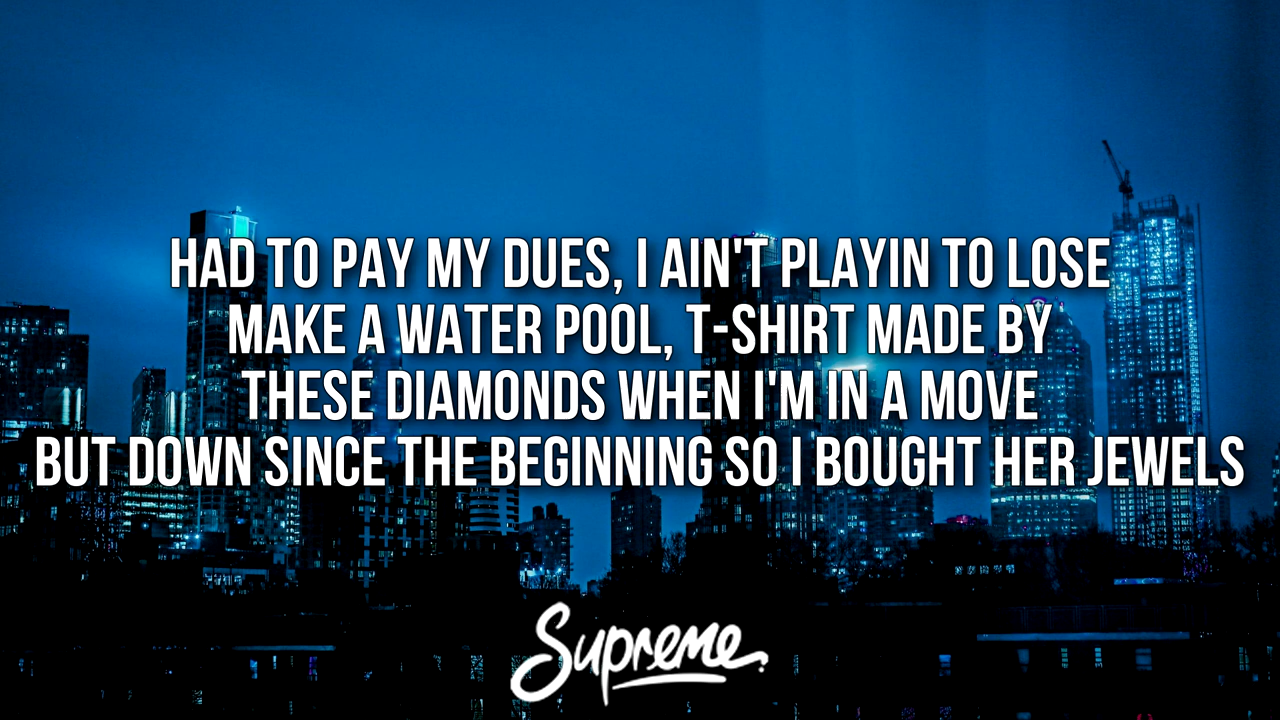 HAD TO PAY MY DUES, I AIN'T PLAYIN TO LOSE
MAKE A WATER POOL, T-SHIRT MADE BY
THESE DIAMONDS WHEN I'M IN A MOVE
BUT DOWN SINCE THE BEGINNING SO I BOUGHT HER JEWELS
Supreme.